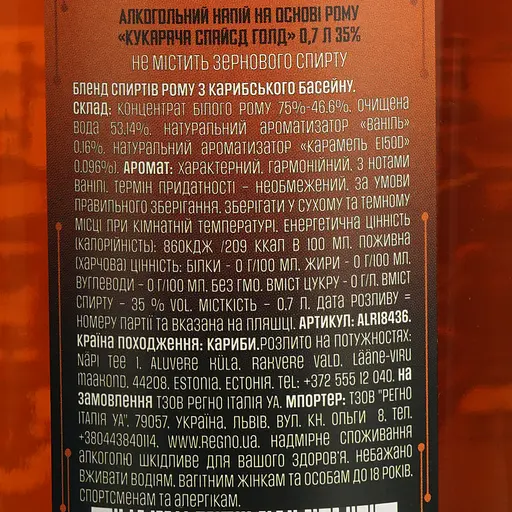 АЛКОГОЛЬНИЙ НАПІЙ НА ОСНОВІ РОМУ
«КУКАРАЧА СПАЙСД ГОЛД» 0,7 Л 35%
НЕ МІСТИТЬ ЗЕРНОВОГО СПИРТУ
БЛЕНД СПИРТІВ РОМУ З КАРИБСЬКОГО БАСЕЙНУ.
СКЛАД: КОНЦЕНТРАТ БІЛОГО РОМУ 75%-46.6%, ОЧИЩЕНА
ВОДА 53.14%, НАТУРАЛЬНИЙ АРОМАТИЗАТОР «ВАНІЛЬ»
0.16%, НАТУРАЛЬНИЙ АРОМАТИЗАТОР «КАРАМЕЛЬ E150D
0.096%). АРОМАТ: ХАРАКТЕРНИЙ, ГАРМОНІЙНИЙ, З НОТАМИ
ВАНІЛІ. ТЕРМІН ПРИДАТНОСТІ - НЕОБМЕЖЕНИЙ, ЗА УМОВИ
ПРАВИЛЬНОГО ЗБЕРІГАННЯ. ЗБЕРІГАТИ У СУХОМУ ТА ТЕМНОМУ
МІСЦІ ПРИ КІМНАТНІЙ ТЕМПЕРАТУРІ. ЕНЕРГЕТИЧНА ЦІННІСТЬ
(КАЛОРІЙНІСТЬ): 860КДЖ /209 ККАЛ В 100 МЛ. ПОЖИВНА
(ХАРЧОВА) ЦІННІСТЬ: БІЛКИ - 0 Г/100 МЛ, ЖИРИ - 0 Г/100 МЛ,
ВУГЛЕВОДИ - 0 Г/100 МЛ. БЕЗ ГМО. ВМІСТ ЦУКРУ - 0 Г/Л. ВМІСТ
СПИРТУ - 35 % VOL. МІСТКІСТЬ - 0,7 Л. ДАТА РОЗЛИВУ =
НОМЕРУ ПАРТІЇ ТА ВКАЗАНА НА ПЛЯШЦІ. АРТИКУЛ: ALRI8436.
КРАЇНА ПОХОДЖЕННЯ: КАРИБИ.РОЗЛИТО НА ПОТУЖНОСТЯХ:
NÄPI TEE 1, ALUVERE KÜLA, RAKVERE VALD, LÄÄNE-VIRU
MAAKOND, 44208, ESTONIA, ESTONIA, TEL: +372 555 12 040. НА
ЗАМОВЛЕННЯ ТЗОВ РЕГНО ІТАЛІЯ УА. МПОРТЕР: ТЗОВ "РЕГНО
ІТАЛІЯ УА", 79057, УКРАЇНА, ЛЬВІВ, ВУЛ. КН. ОЛЬГИ 8, ТЕЛ.
+380443840114, WWW.REGNO.UA. НАДМІРНЕ СПОЖИВАННЯ
АЛКОГОЛЮ ШКІДЛИВЕ ДЛЯ ВАШОГО ЗДОРОВ'Я. НЕБАЖАНО
ВЖИВАТИ ВОДІЯМ, ВАГІТНИМ ЖІНКАМ ТА ОСОБАМ ДО 18 РОКІВ,
СПОРТСМЕНАМ ТА АЛЕРГІКАМ.